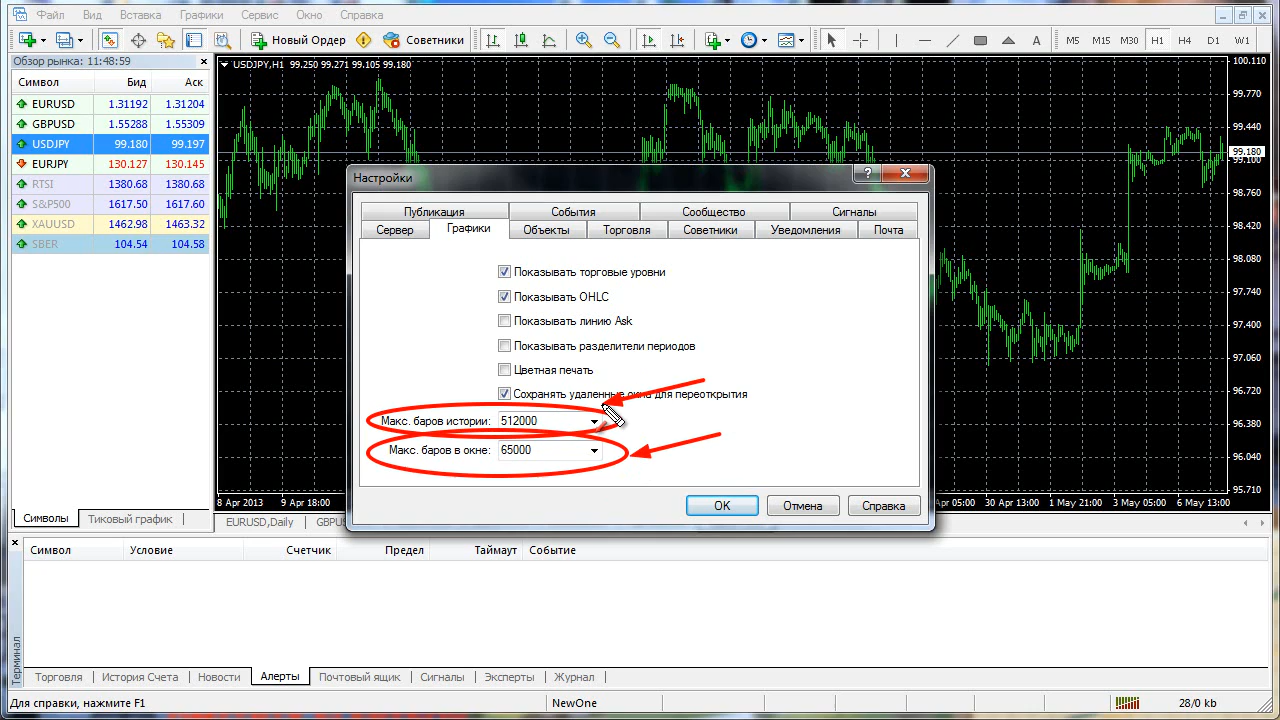 Файл Вид Вставка Графики Сервис Окно Справка
Новый Ордер Советники A M5 M15 M30 H1 H4 D1 W1
Обзор рынка: 11:48:59
Символ Бид Аск
EURUSD 1.31192 1.31204
GBPUSD 1.55288 1.55309
USDJPY 99.180 99.197
EURJPY 130.127 130.145
RTSI 1380.68 1380.68
S&P500 1617.50 1617.60
XAUUSD 1462.98 1463.32
SBER 104.54 104.58
Символы Тиковый график
USDJPY,H1 99.250 99.271 99.105 99.180
100.110
99.770
99.440
99.180
99.100
98.760
98.420
98.080
97.740
97.400
97.060
96.720
96.380
96.040
95.710
8 Apr 2013 9 Apr 18:00 Apr 05:00 30 Apr 13:00 1 May 21:00 3 May 05:00 6 May 13:00
EURUSD,Daily
Настройки
?
Публикация События Сообщество Сигналы
Сервер Графики Объекты Торговля Советники Уведомления Почта
Показывать торговые уровни
Показывать OHLC
Показывать линию Ask
Показывать разделители периодов
Цветная печать
Сохранять удаленные окна для переоткрытия
Макс. баров истории: 512000
Макс. баров в окне: 65000
OK Отмена Справка
Символ Условие Счетчик Предел Таймаут Событие
Терминал
Торговля История Счета Новости Алерты Почтовый ящик Сигналы Эксперты Журнал
Для справки, нажмите F1 NewOne 28/0 kb